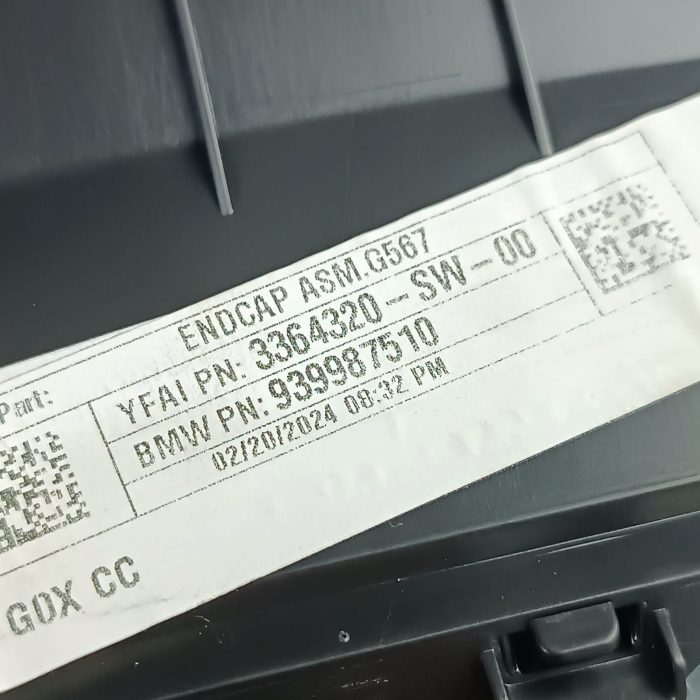 ENDCAP ASM.G567
Part:
YFAI PN: 3364320-SW-00
BMW PN: 939987510
02/20/2024 08:32 PM
G0X CC